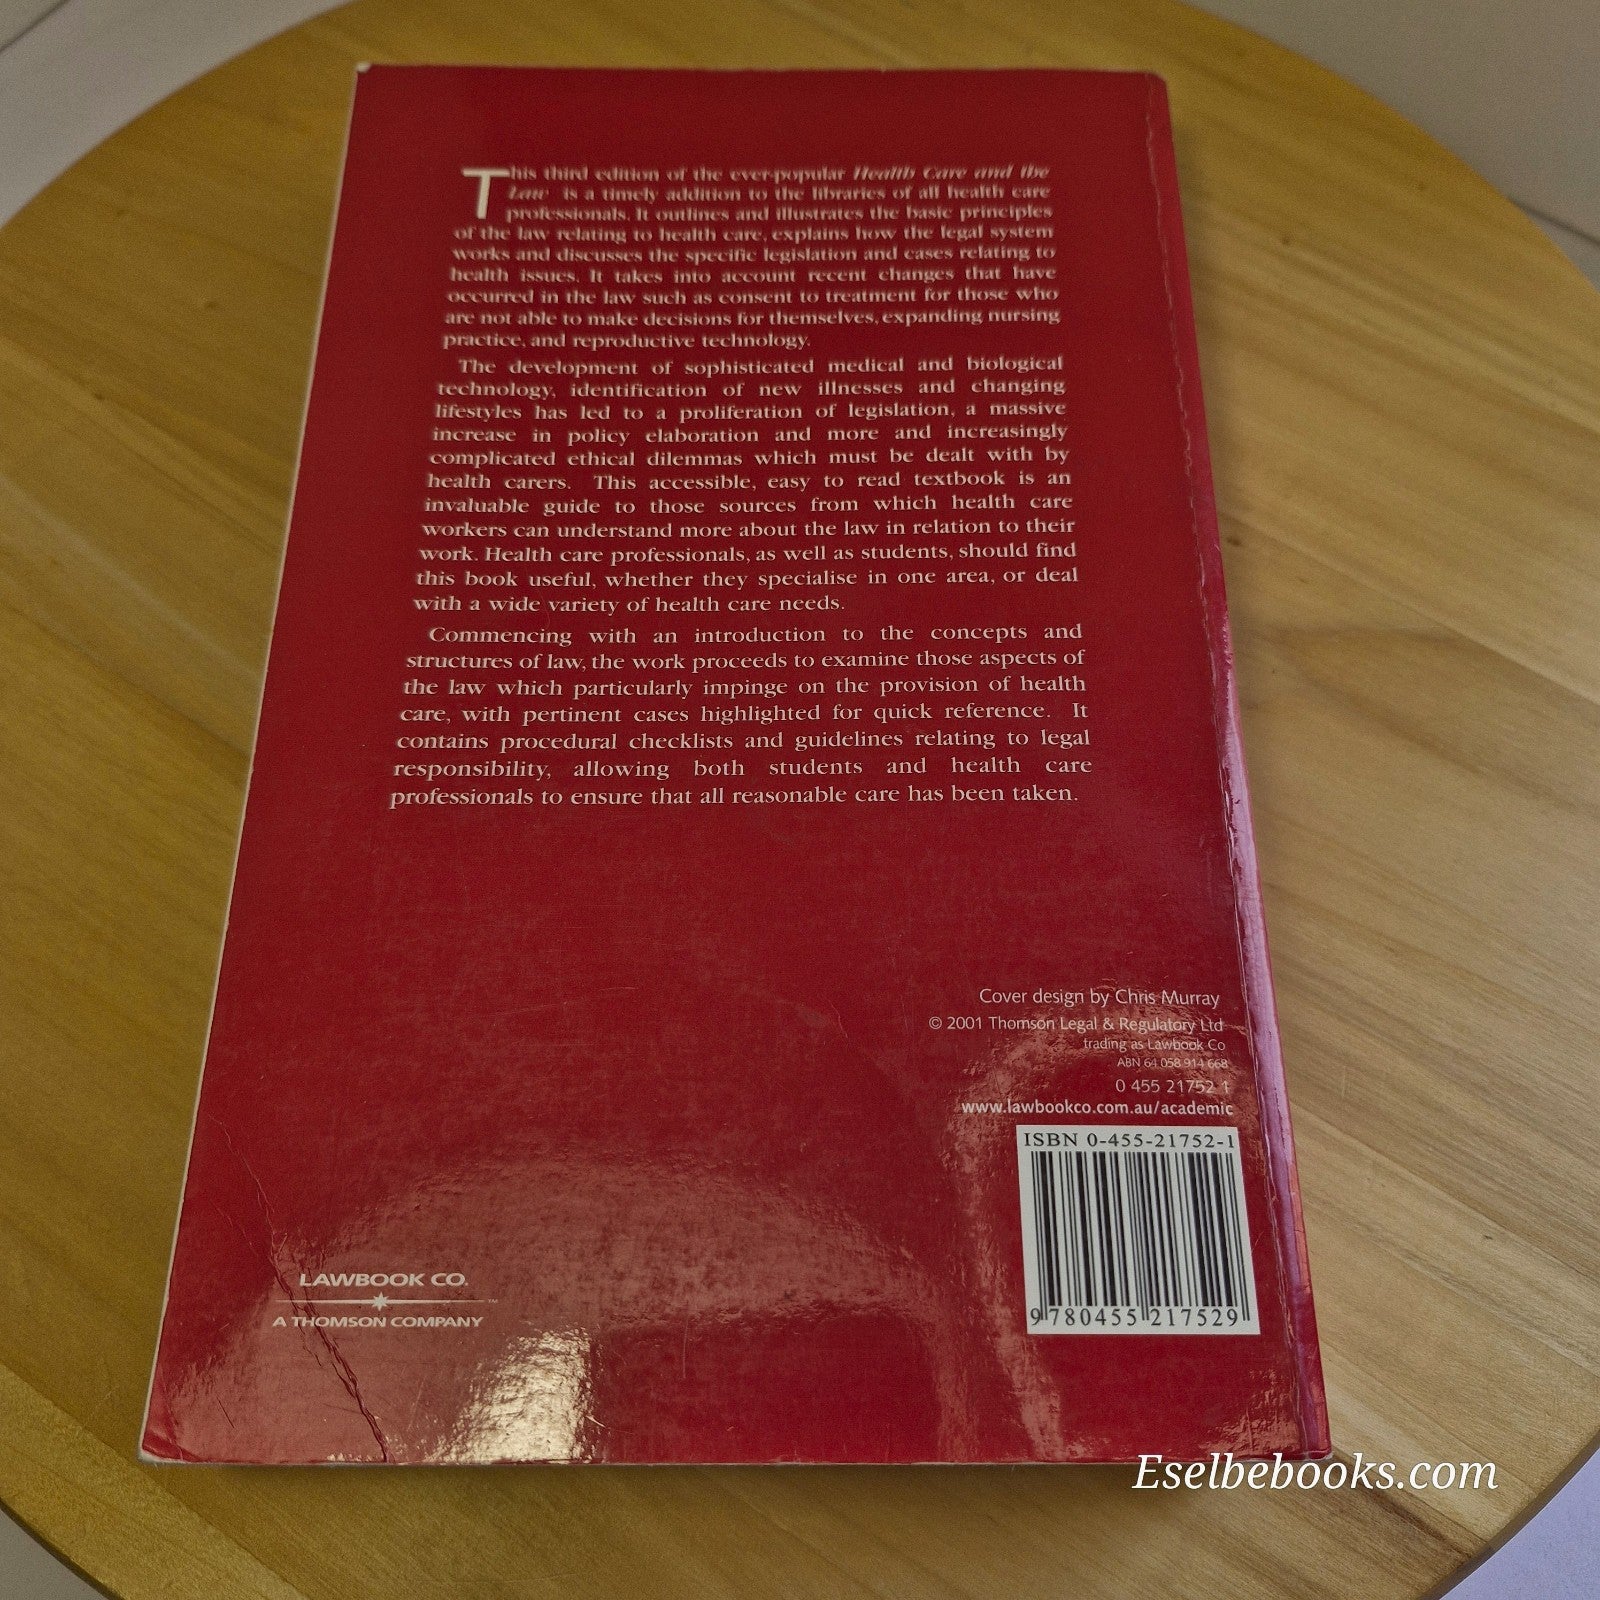 This third edition of the ever-popular Health Care and the
Law is a timely addition to the libraries of all health care
professionals. It outlines and illustrates the basic principles
of the law relating to health care, explains how the legal system
works and discusses the specific legislation and cases relating to
health issues. It takes into account recent changes that have
occurred in the law such as consent to treatment for those who
are not able to make decisions for themselves, expanding nursing
practice, and reproductive technology.
The development of sophisticated medical and biological
technology, identification of new illnesses and changing
lifestyles has led to a proliferation of legislation, a massive
increase in policy elaboration and more and increasingly
complicated ethical dilemmas which must be dealt with by
health carers. This accessible, easy to read textbook is an
invaluable guide to those sources from which health care
workers can understand more about the law in relation to their
work. Health care professionals, as well as students, should find
this book useful, whether they specialise in one area, or deal
with a wide variety of health care needs.
Commencing with an introduction to the concepts and
structures of law, the work proceeds to examine those aspects of
the law which particularly impinge on the provision of health
care, with pertinent cases highlighted for quick reference. It
contains procedural checklists and guidelines relating to legal
responsibility, allowing both students and health care
professionals to ensure that all reasonable care has been taken.
Cover design by Chris Murray
© 2001 Thomson Legal & Regulatory Ltd
trading as Lawbook Co
ABN 64 058 914 668
0 455 21752 1
www.lawbookco.com.au/academic
ISBN 0-455-21752-1
9 780455 217529
LAWBOOK CO.
™
A THOMSON COMPANY
Eselbebooks.com